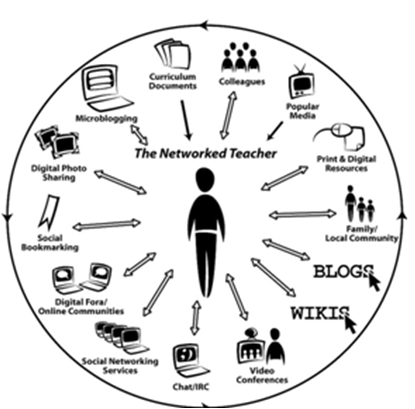 Curriculum
Documents
Colleagues
Popular
Media
Microblogging
The Networked Teacher
Print & Digital
Resources
Digital Photo
Sharing
Family/
Local Community
Social
Bookmarking
BLOGS
Digital Fora/
Online Communities
WIKIS
Social Networking
Services
Chat/IRC
Video
Conferences